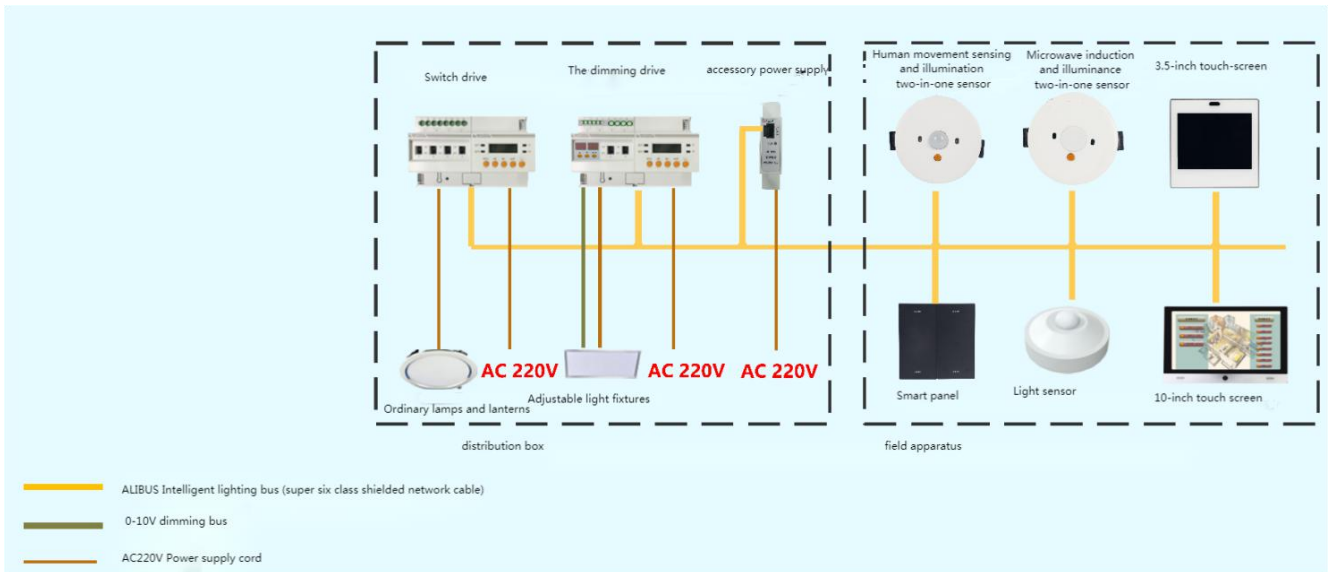 Switch drive
The dimming drive
accessory power supply
Human movement sensing
and illumination
two-in-one sensor
Microwave induction
and illuminance
two-in-one sensor
3.5-inch touch-screen
AC 220V
AC 220V
AC 220V
Ordinary lamps and lanterns
Adjustable light fixtures
Smart panel
Light sensor
10-inch touch screen
distribution box
field apparatus
ALIBUS Intelligent lighting bus (super six class shielded network cable)
0-10V dimming bus
AC220V Power supply cord